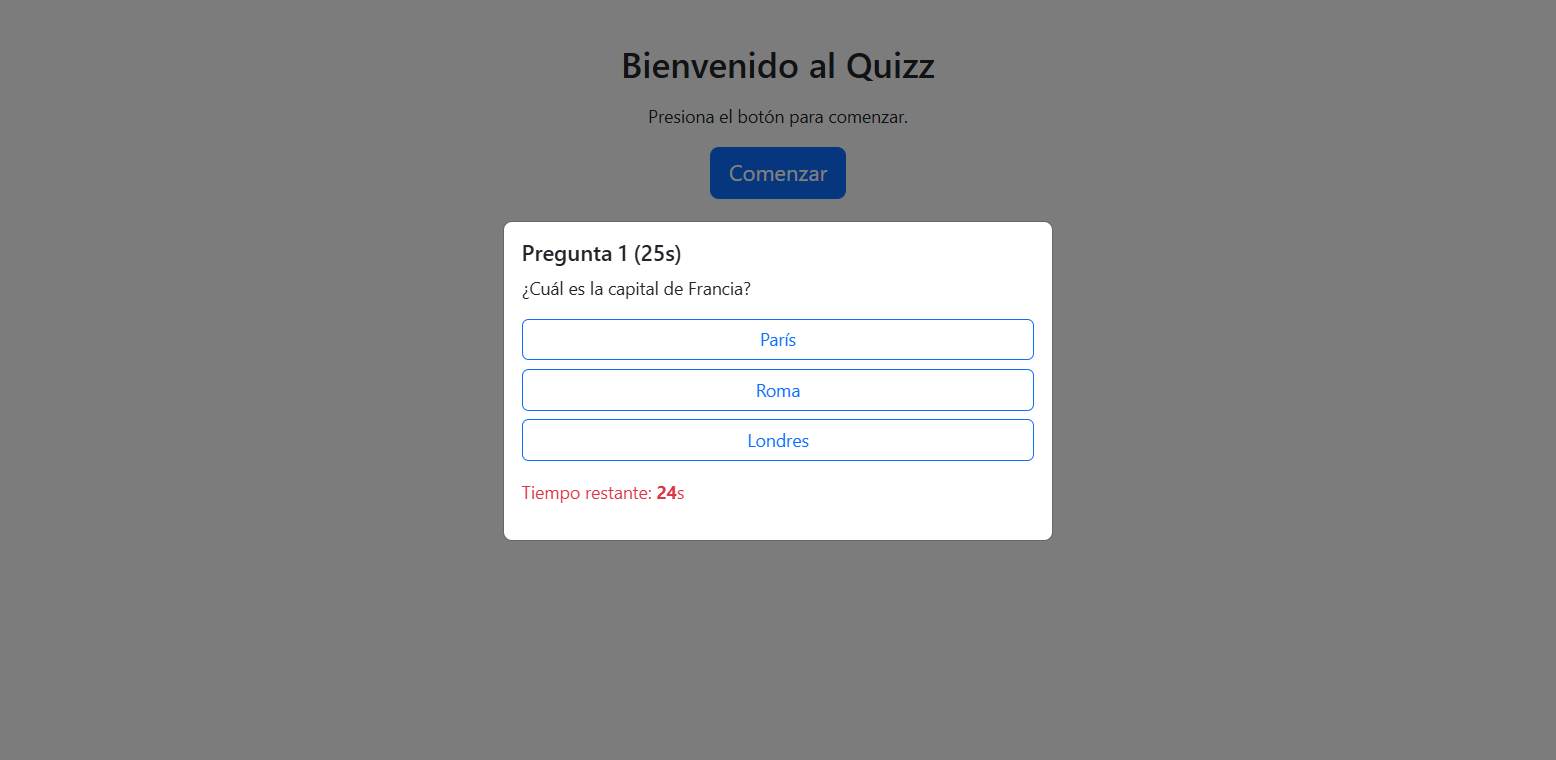 Bienvenido al Quizz
Presiona el botón para comenzar.
Comenzar
Pregunta 1 (25s)
¿Cuál es la capital de Francia?
París
Roma
Londres
Tiempo restante: 24s